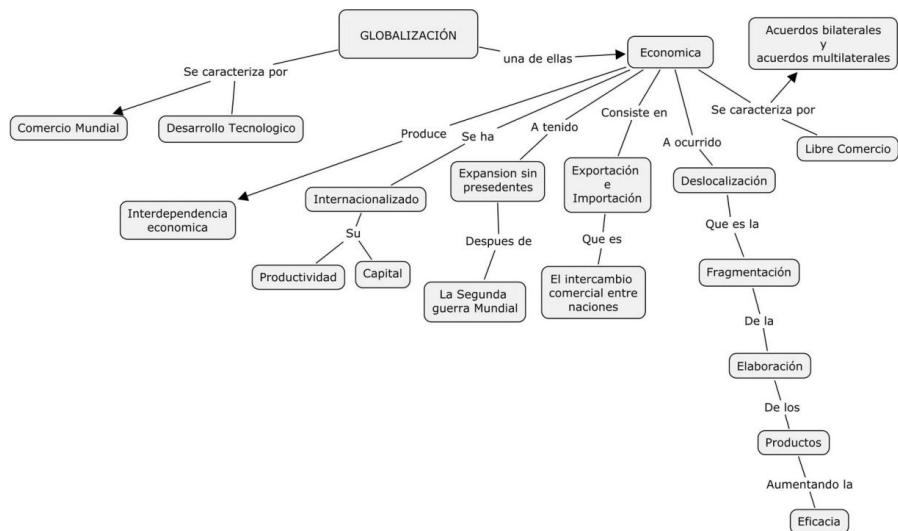 GLOBALIZACIÓN
una de ellas
Economica
Acuerdos bilaterales
y
acuerdos multilaterales
Se caracteriza por
Comercio Mundial
Desarrollo Tecnologico
Produce
Se ha
A tenido
Consiste en
A ocurrido
Se caracteriza por
Libre Comercio
Interdependencia
economica
Internacionalizado
Expansion sin
presedentes
Exportación
e
Importación
Deslocalización
Su
Productividad
Capital
Despues de
La Segunda
guerra Mundial
Que es
El intercambio
comercial entre
naciones
Que es la
Fragmentación
De la
Elaboración
De los
Productos
Aumentando la
Eficacia